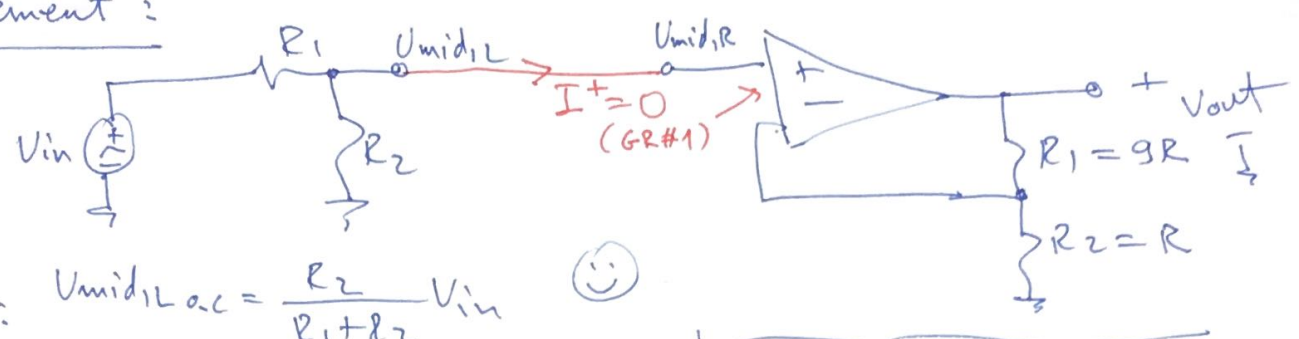 ement :
R1 Umid,L Umid,R
+
I+=0
(GR#1)
−
+ Vout −
Vin + −
R2
R1 = 9R
R2 = R
: Umid,L o.c = R2 / R1+R2 Vin